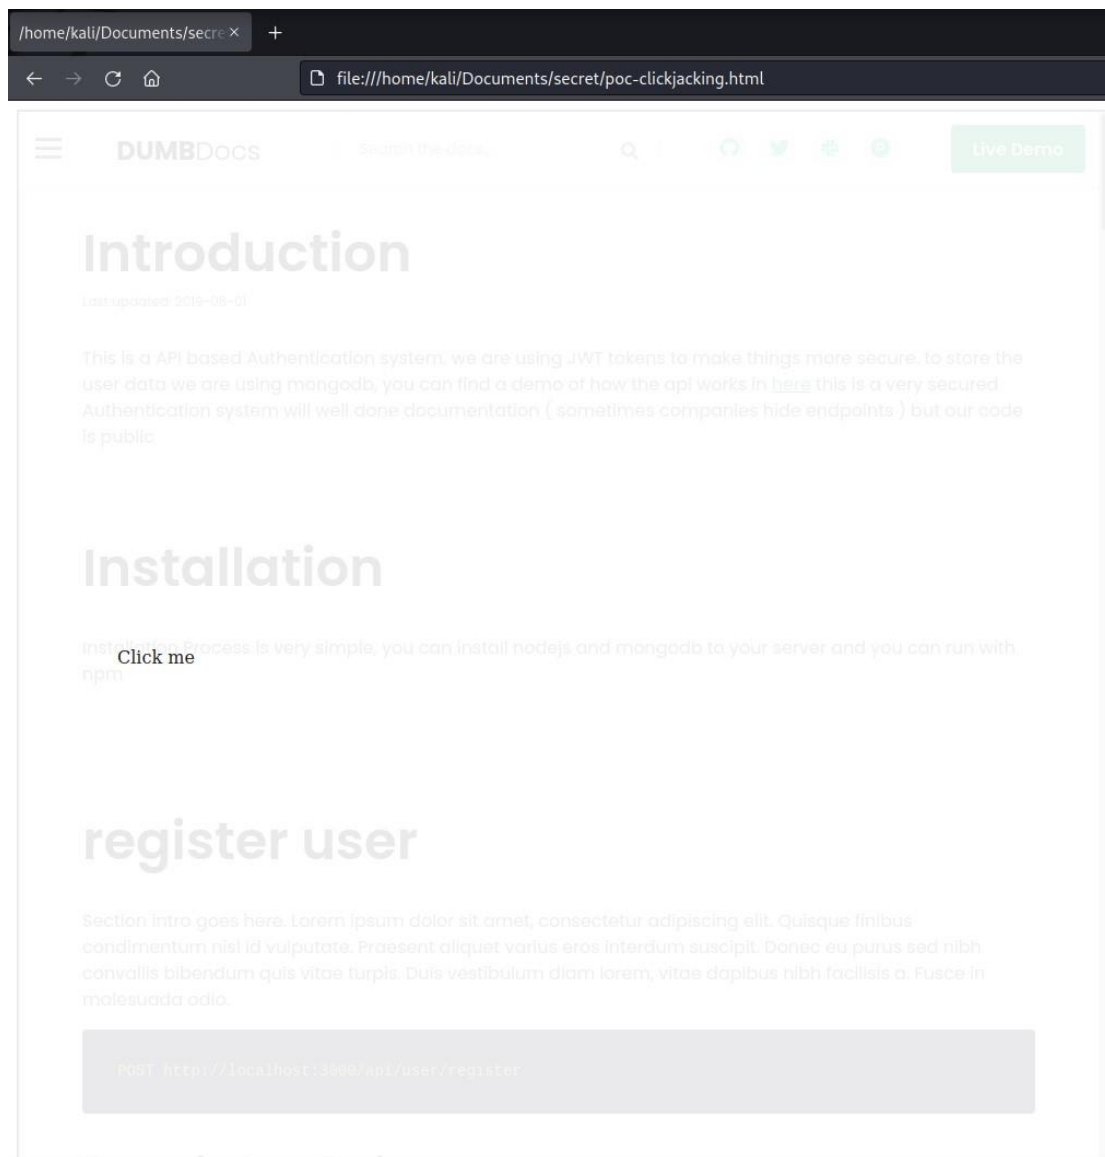 /home/kali/Documents/secre
file:///home/kali/Documents/secret/poc-clickjacking.html
DUMBDocs Search the docs... Live Demo
Introduction
Last updated: 2019-08-01
This is a API based Authentication system. we are using JWT tokens to make things more secure. to store the
user data we are using mongodb, you can find a demo of how the api works in here this is a very secured
Authentication system will well done documentation ( sometimes companies hide endpoints ) but our code
is public
Installation
Installation Process is very simple, you can install nodejs and mongodb to your server and you can run with
Click me
npm
register user
Section intro goes here. Lorem ipsum dolor sit amet, consectetur adipiscing elit. Quisque finibus
condimentum nisl id vulputate. Praesent aliquet varius eros interdum suscipit. Donec eu purus sed nibh
convallis bibendum quis vitae turpis. Duis vestibulum diam lorem, vitae dapibus nibh facilisis a. Fusce in
malesuada odio.
POST http://localhost:3000/api/user/register